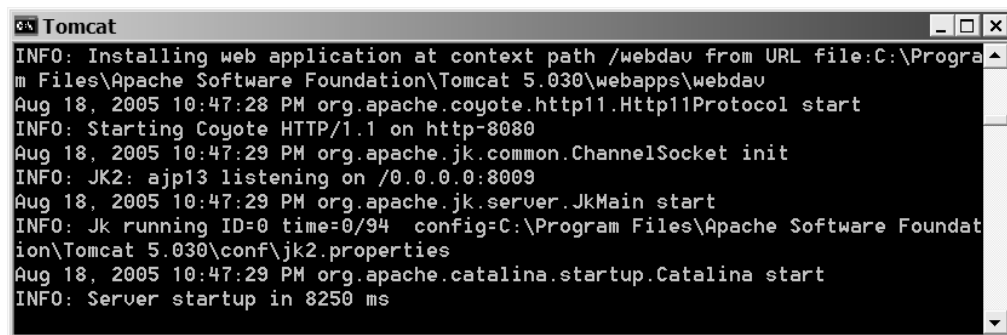 Tomcat
INFO: Installing web application at context path /webdav from URL file:C:\Progra
m Files\Apache Software Foundation\Tomcat 5.030\webapps\webdav
Aug 18, 2005 10:47:28 PM org.apache.coyote.http11.Http11Protocol start
INFO: Starting Coyote HTTP/1.1 on http-8080
Aug 18, 2005 10:47:29 PM org.apache.jk.common.ChannelSocket init
INFO: JK2: ajp13 listening on /0.0.0.0:8009
Aug 18, 2005 10:47:29 PM org.apache.jk.server.JkMain start
INFO: Jk running ID=0 time=0/94  config=C:\Program Files\Apache Software Foundat
ion\Tomcat 5.030\conf\jk2.properties
Aug 18, 2005 10:47:29 PM org.apache.catalina.startup.Catalina start
INFO: Server startup in 8250 ms